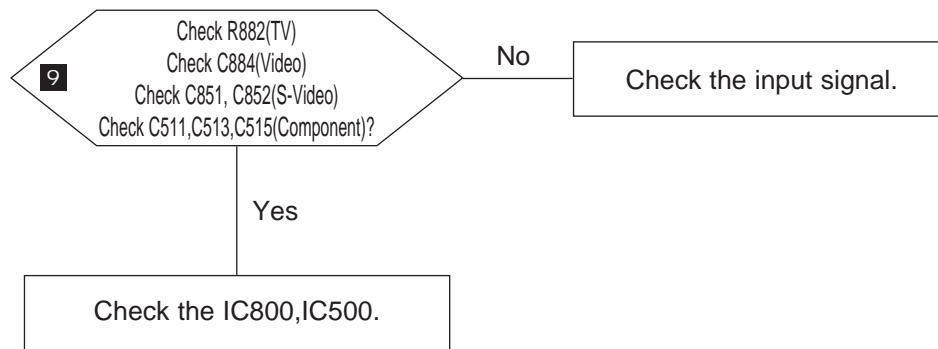 Check R882(TV)
Check C884(Video)
9
Check C851, C852(S-Video)
Check C511,C513,C515(Component)?
No
Check the input signal.
Yes
Check the IC800,IC500.